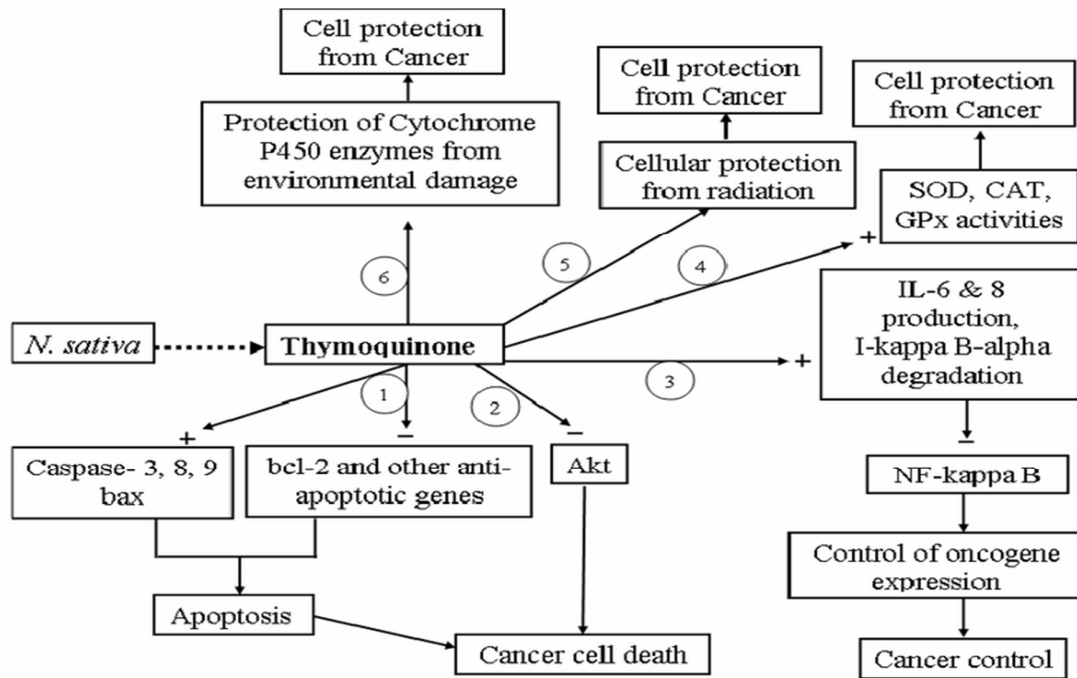 Cell protection
from Cancer
Cell protection
from Cancer
Cell protection
from Cancer
Protection of Cytochrome
P450 enzymes from
environmental damage
Cellular protection
from radiation
SOD, CAT,
GPx activities
+
6
5
4
IL-6 & 8
production,
I-kappa B-alpha
degradation
N. sativa
Thymoquinone
+
3
1
2
+
−
−
−
Caspase- 3, 8, 9
bax
bcl-2 and other anti-
apoptotic genes
Akt
NF-kappa B
Control of oncogene
expression
Apoptosis
Cancer cell death
Cancer control